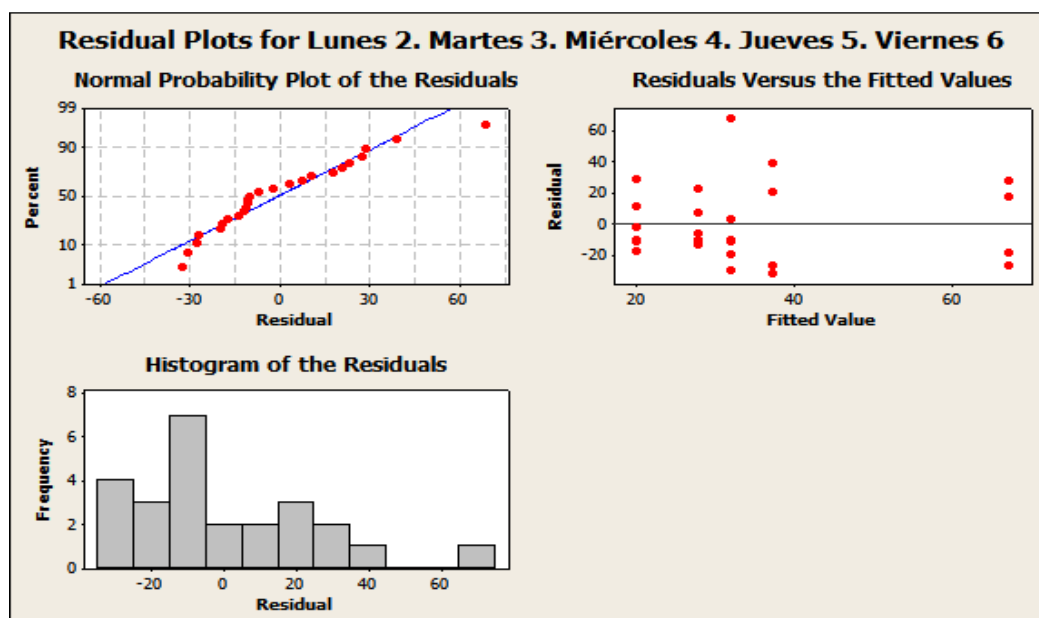 Residual Plots for Lunes 2. Martes 3. Miércoles 4. Jueves 5. Viernes 6
Normal Probability Plot of the Residuals
99
90
50
10
1
Percent
-60 -30 0 30 60
Residual
Residuals Versus the Fitted Values
60
40
20
0
-20
Residual
20 40 60
Fitted Value
Histogram of the Residuals
8
6
4
2
0
Frequency
-20 0 20 40 60
Residual